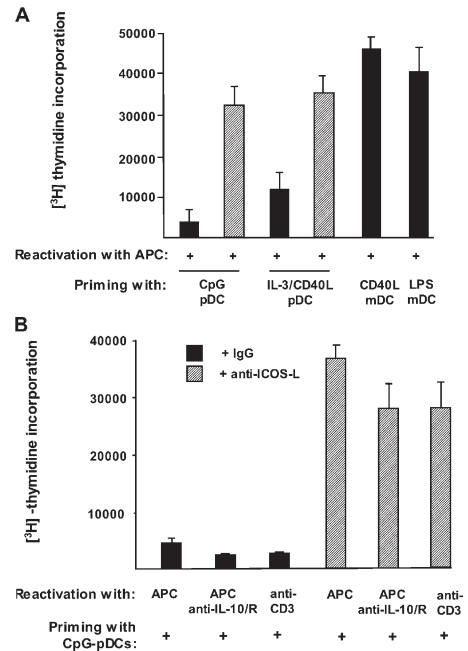 A
[³H] thymidine incorporation
50000
40000
30000
20000
10000
Reactivation with APC: + + + + + +
Priming with: CpG pDC IL-3/CD40L pDC CD40L mDC LPS mDC
B
[³H] -thymidine incorporation
40000
30000
20000
10000
+ IgG
+ anti-ICOS-L
Reactivation with: APC APC anti-IL-10/R anti-CD3 APC APC anti-IL-10/R anti-CD3
Priming with CpG-pDCs: + + + + + +